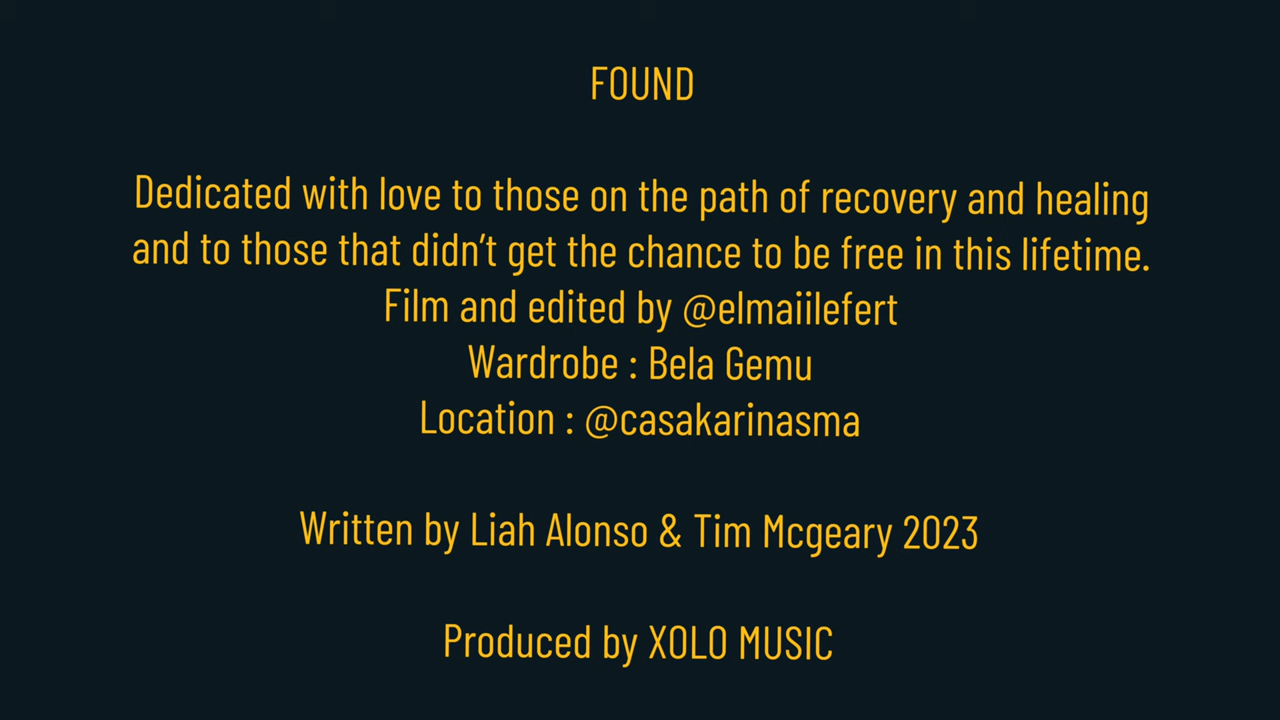 FOUND
Dedicated with love to those on the path of recovery and healing
and to those that didn’t get the chance to be free in this lifetime.
Film and edited by @elmaiilefert
Wardrobe : Bela Gemu
Location : @casakarinasma
Written by Liah Alonso & Tim Mcgeary 2023
Produced by XOLO MUSIC